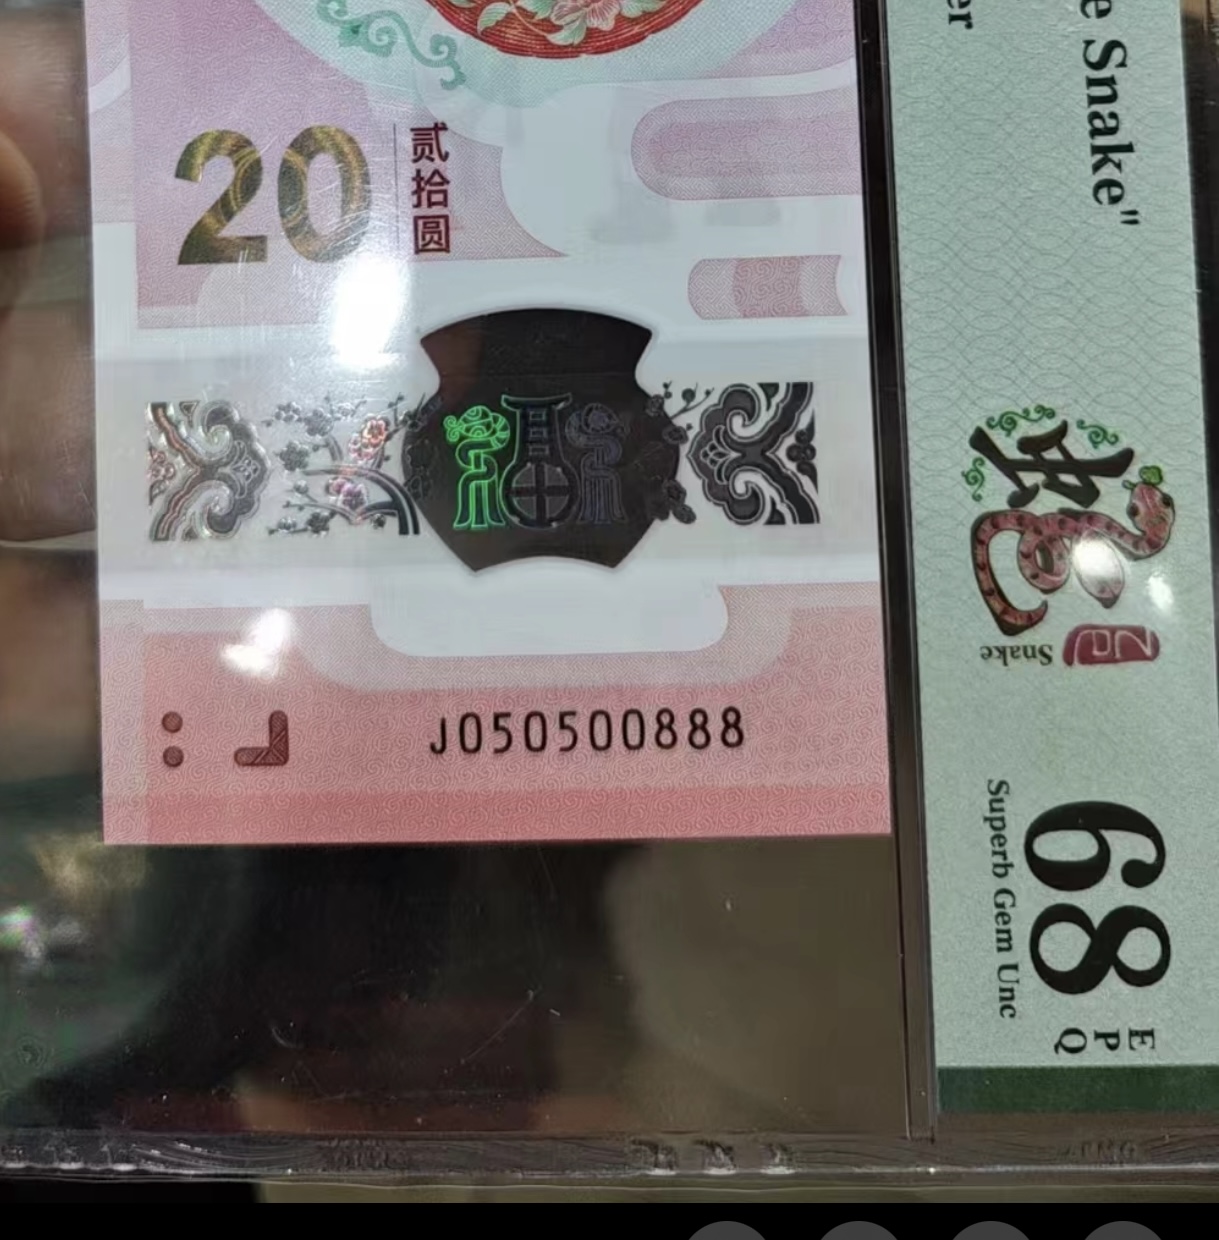 20
贰拾圆
J050500888
er
e Snake"
蛇
Snake
68
Superb Gem Unc
EPQ